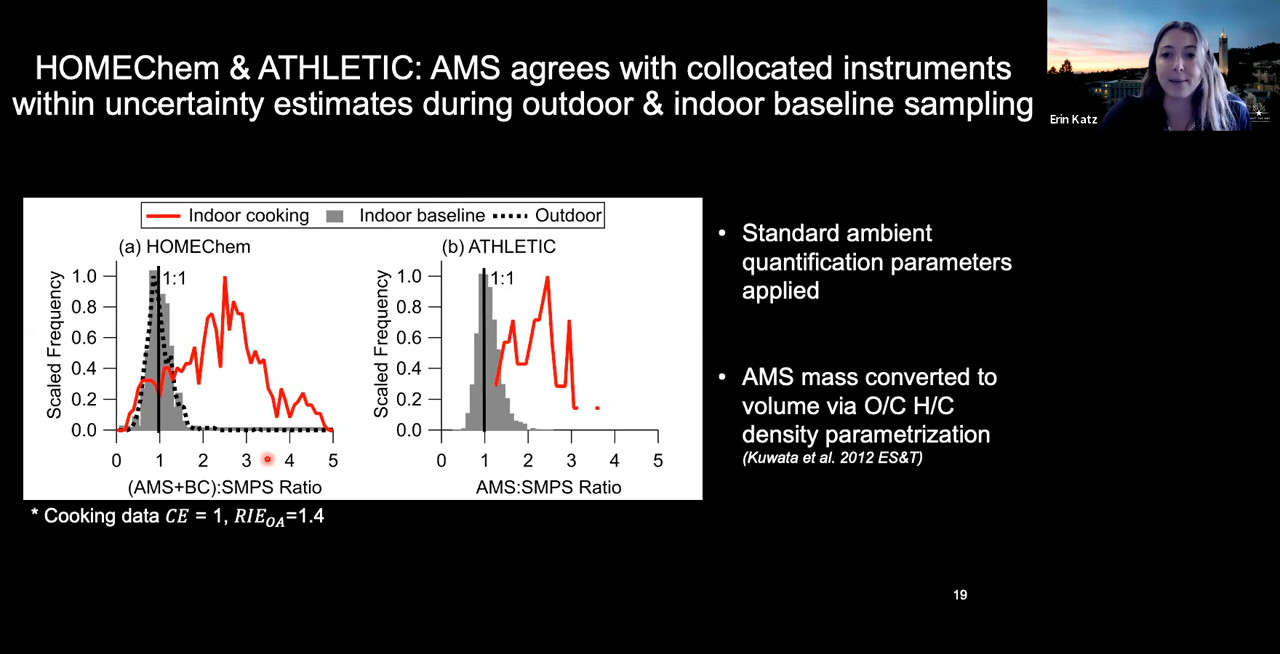 HOMEChem & ATHLETIC: AMS agrees with collocated instruments
within uncertainty estimates during outdoor & indoor baseline sampling
Erin Katz
Indoor cooking Indoor baseline Outdoor
(a) HOMEChem
1:1
Scaled Frequency
1.0
0.8
0.6
0.4
0.2
0.0
0 1 2 3 4 5
(AMS+BC):SMPS Ratio
(b) ATHLETIC
1:1
Scaled Frequency
1.0
0.8
0.6
0.4
0.2
0.0
0 1 2 3 4 5
AMS:SMPS Ratio
* Cooking data CE = 1, RIE_OA=1.4
• Standard ambient
quantification parameters
applied
• AMS mass converted to
volume via O/C H/C
density parametrization
(Kuwata et al. 2012 ES&T)
19